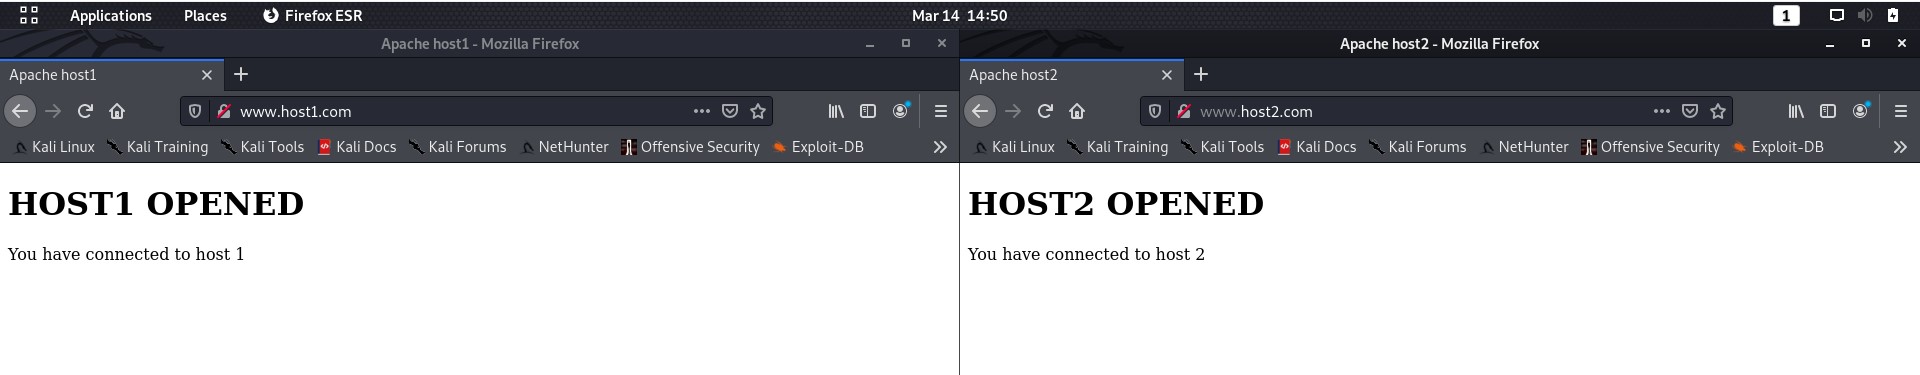 Applications Places Firefox ESR Mar 14 14:50 1
Apache host1 - Mozilla Firefox
Apache host1
www.host1.com
Kali Linux Kali Training Kali Tools Kali Docs Kali Forums NetHunter Offensive Security Exploit-DB
HOST1 OPENED
You have connected to host 1
Apache host2 - Mozilla Firefox
Apache host2
www.host2.com
Kali Linux Kali Training Kali Tools Kali Docs Kali Forums NetHunter Offensive Security Exploit-DB
HOST2 OPENED
You have connected to host 2